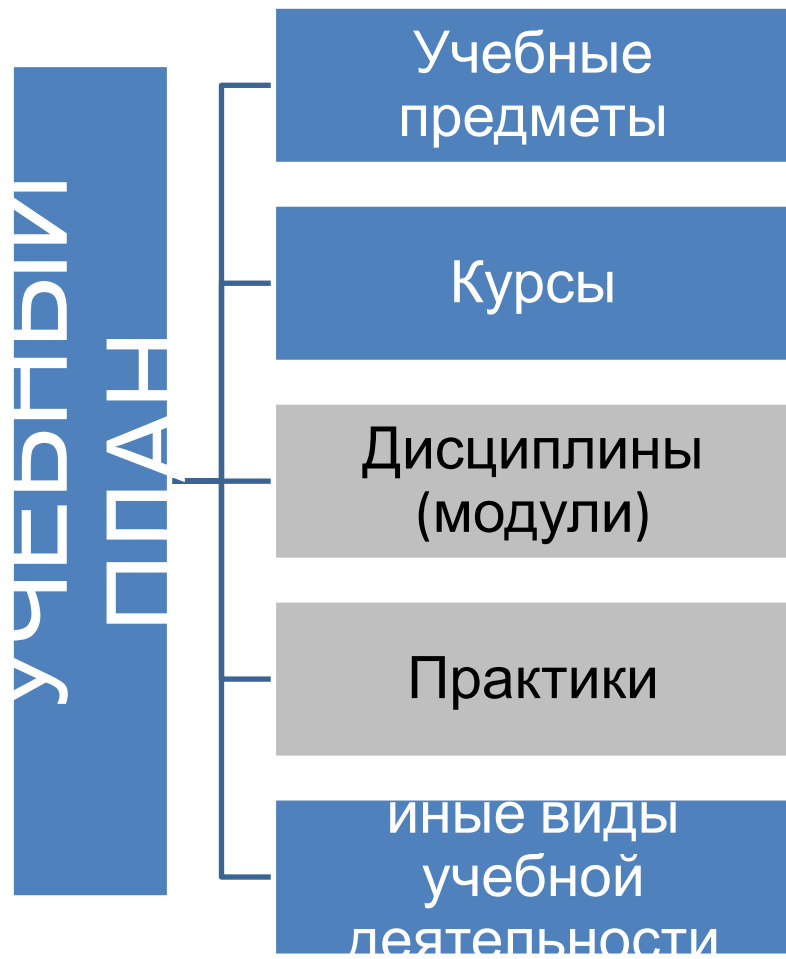 УЧЕБНЫЙ
ПЛАН
Учебные
предметы
Курсы
Дисциплины
(модули)
Практики
иные виды
учебной
деятельности